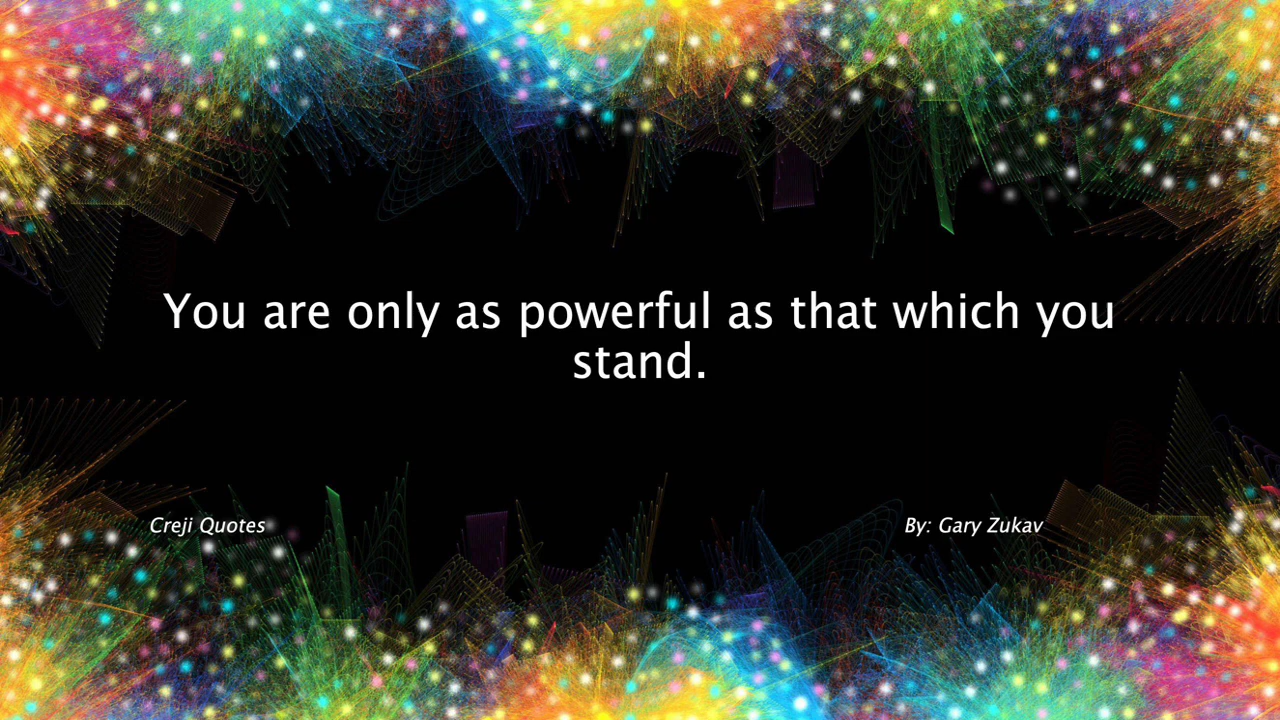 You are only as powerful as that which you
stand.
Creji Quotes
By: Gary Zukav